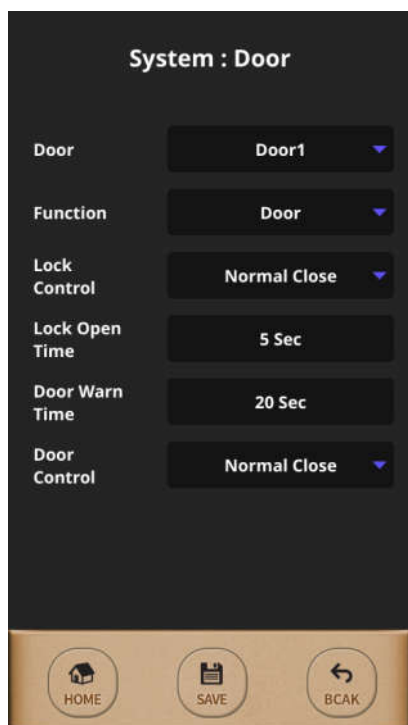 System : Door
Door
Door1
Function
Door
Lock
Control
Normal Close
Lock Open
Time
5 Sec
Door Warn
Time
20 Sec
Door
Control
Normal Close
HOME
SAVE
BCAK